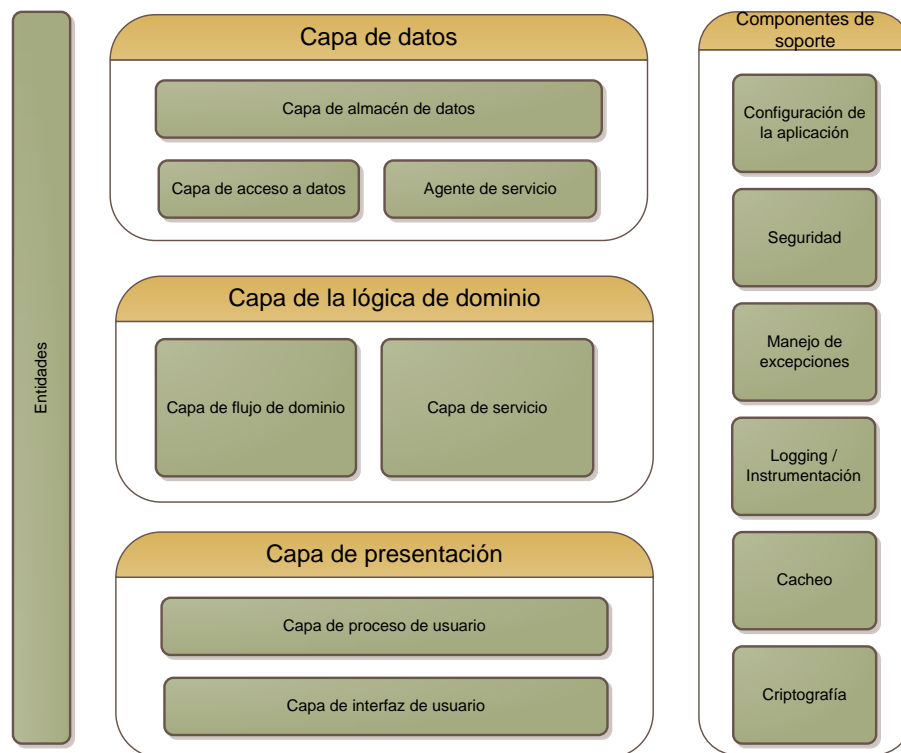 Entidades
Capa de datos
Capa de almacén de datos
Capa de acceso a datos
Agente de servicio
Capa de la lógica de dominio
Capa de flujo de dominio
Capa de servicio
Capa de presentación
Capa de proceso de usuario
Capa de interfaz de usuario
Componentes de
soporte
Configuración de
la aplicación
Seguridad
Manejo de
excepciones
Logging /
Instrumentación
Cacheo
Criptografía